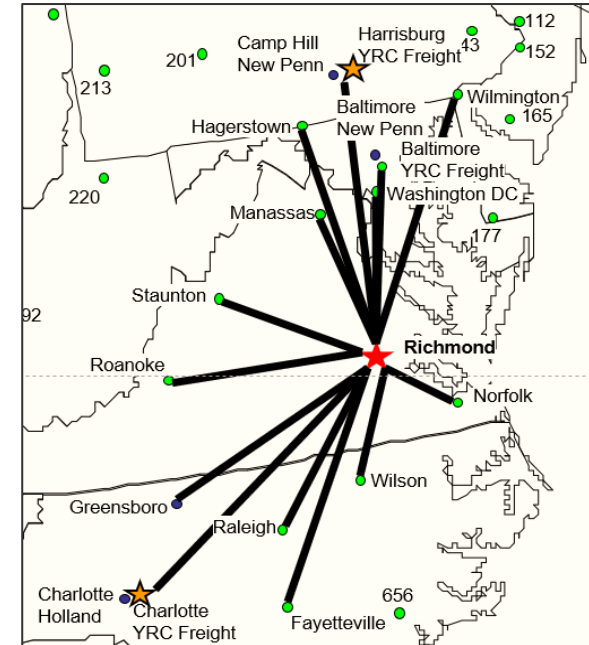 112
Camp Hill
New Penn
Harrisburg
YRC Freight
43
152
201
213
Wilmington
165
Baltimore
New Penn
Hagerstown
Baltimore
YRC Freight
Washington DC
220
Manassas
177
Staunton
92
Richmond
Roanoke
Norfolk
Wilson
Greensboro
Raleigh
Charlotte
Holland
Charlotte
YRC Freight
Fayetteville
656